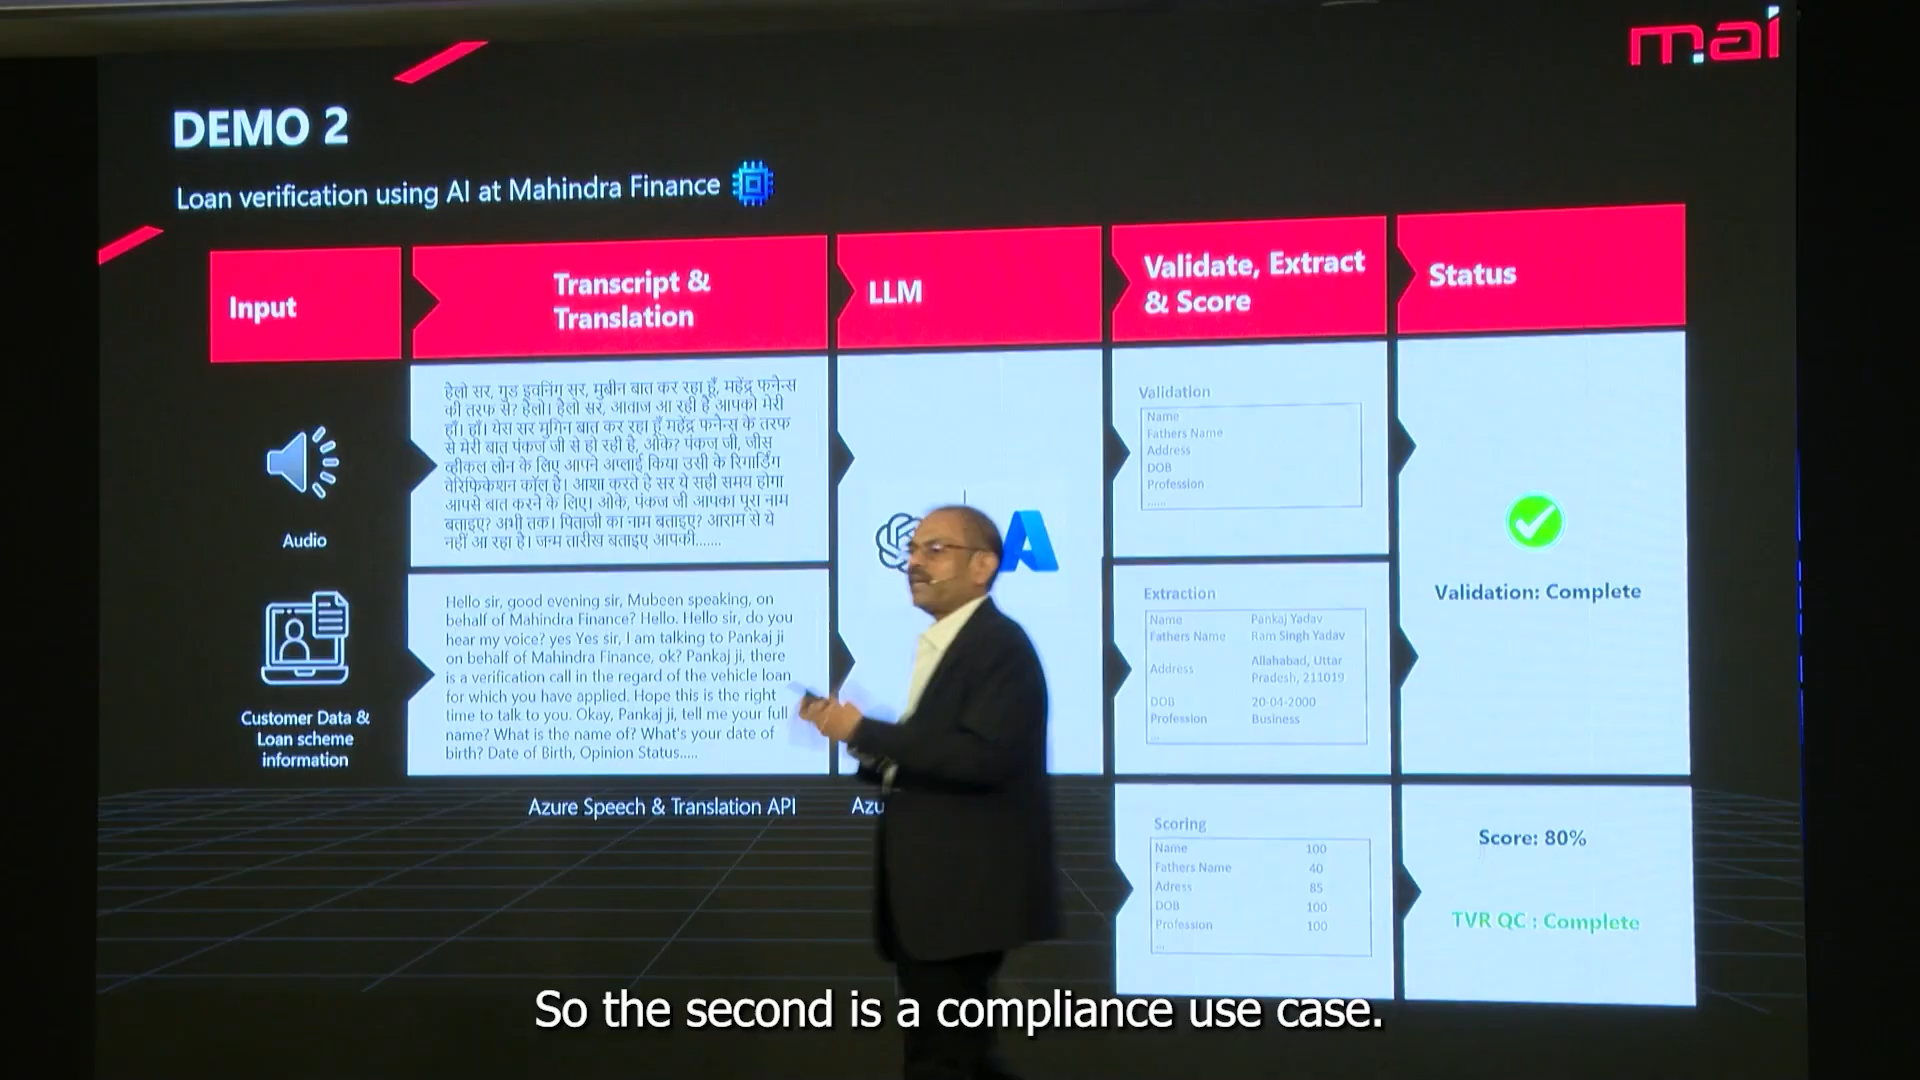 m.ai
DEMO 2
Loan verification using AI at Mahindra Finance
Input
Transcript &
Translation
LLM
Validate, Extract
& Score
Status
Audio
Customer Data &
Loan scheme
information
हैलो सर, गुड इवनिंग सर, मुबीन बात कर रहा हूँ, महेंद्र फनेन्स
की तरफ से? हैलो। हैलो सर, आवाज आ रही है आपको मेरी
हाँ। हाँ। येस सर मुगिन बात कर रहा हूँ महेंद्र फनैन्स के तरफ
से मेरी बात पंकज जी से हो रही है, ओके? पंकज जी, जीस
व्हीकल लोन के लिए आपने अप्लाई किया उसी के रिगार्डिंग
वेरिफिकेशन कॉल है। आशा करते है सर ये सही समय होगा
आपसे बात करने के लिए। ओके, पंकज जी आपका पूरा नाम
बताइए? अभी तक। पिताजी का नाम बताइए? आराम से ये
नहीं आ रहा है। जन्म तारीख बताइए आपकी.......
Hello sir, good evening sir, Mubeen speaking, on
behalf of Mahindra Finance? Hello. Hello sir, do you
hear my voice? yes Yes sir, I am talking to Pankaj ji
on behalf of Mahindra Finance, ok? Pankaj ji, there
is a verification call in the regard of the vehicle loan
for which you have applied. Hope this is the right
time to talk to you. Okay, Pankaj ji, tell me your full
name? What is the name of? What's your date of
birth? Date of Birth, Opinion Status.....
Azure Speech & Translation API
Validation
Name
Fathers Name
Address
DOB
Profession
......
Extraction
Name Pankaj Yadav
Fathers Name Ram Singh Yadav
Address Allahabad, Uttar
Pradesh, 211019
DOB 20-04-2000
Profession Business
...
Scoring
Name 100
Fathers Name 40
Adress 85
DOB 100
Profession 100
...
Validation: Complete
Score: 80%
TVR QC : Complete
So the second is a compliance use case.